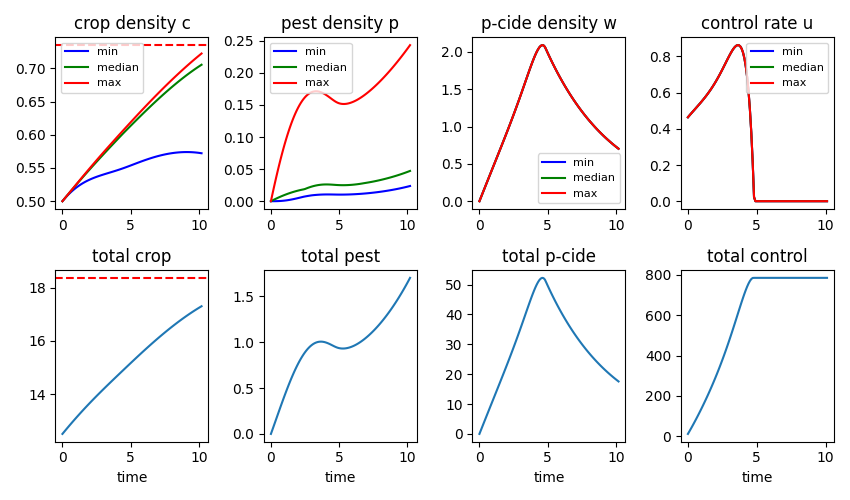 crop density c
pest density p
p-cide density w
control rate u
min
median
max
0.70
0.65
0.60
0.55
0.50
0
5
10
min
median
max
0.25
0.20
0.15
0.10
0.05
0.00
0
5
10
2.0
1.5
1.0
0.5
0.0
min
median
max
0
5
10
min
median
max
0.8
0.6
0.4
0.2
0.0
0
5
10
total crop
total pest
total p-cide
total control
18
16
14
0
5
10
time
1.5
1.0
0.5
0.0
0
5
10
time
50
40
30
20
10
0
0
5
10
time
800
600
400
200
0
0
5
10
time